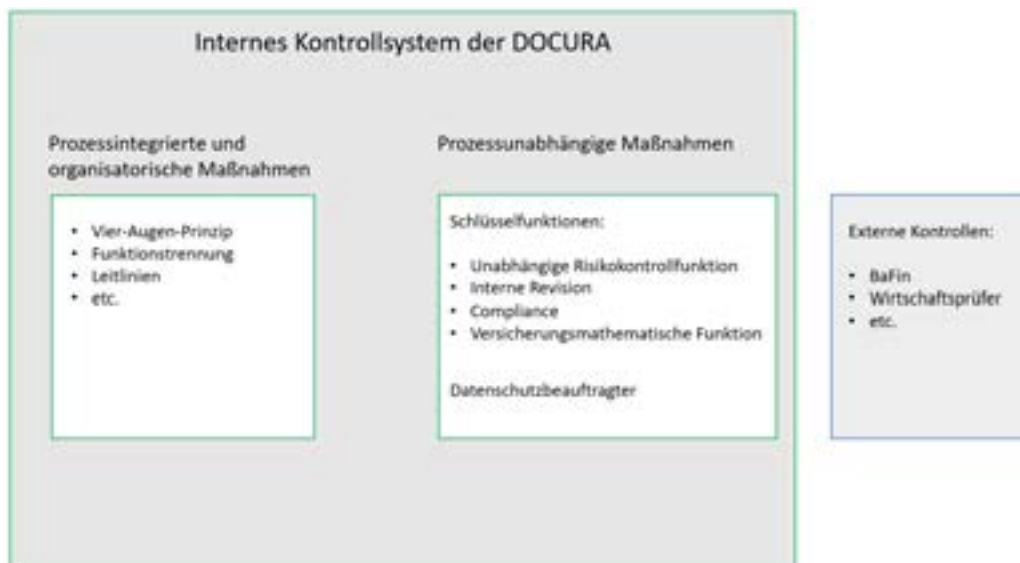 Internes Kontrollsystem der DOCURA
Prozessintegrierte und
organisatorische Maßnahmen
• Vier-Augen-Prinzip
• Funktionstrennung
• Leitlinien
• etc.
Prozessunabhängige Maßnahmen
Schlüsselfunktionen:
• Unabhängige Risikokontrollfunktion
• Interne Revision
• Compliance
• Versicherungsmathematische Funktion
Datenschutzbeauftragter
Externe Kontrollen:
• BaFin
• Wirtschaftsprüfer
• etc.